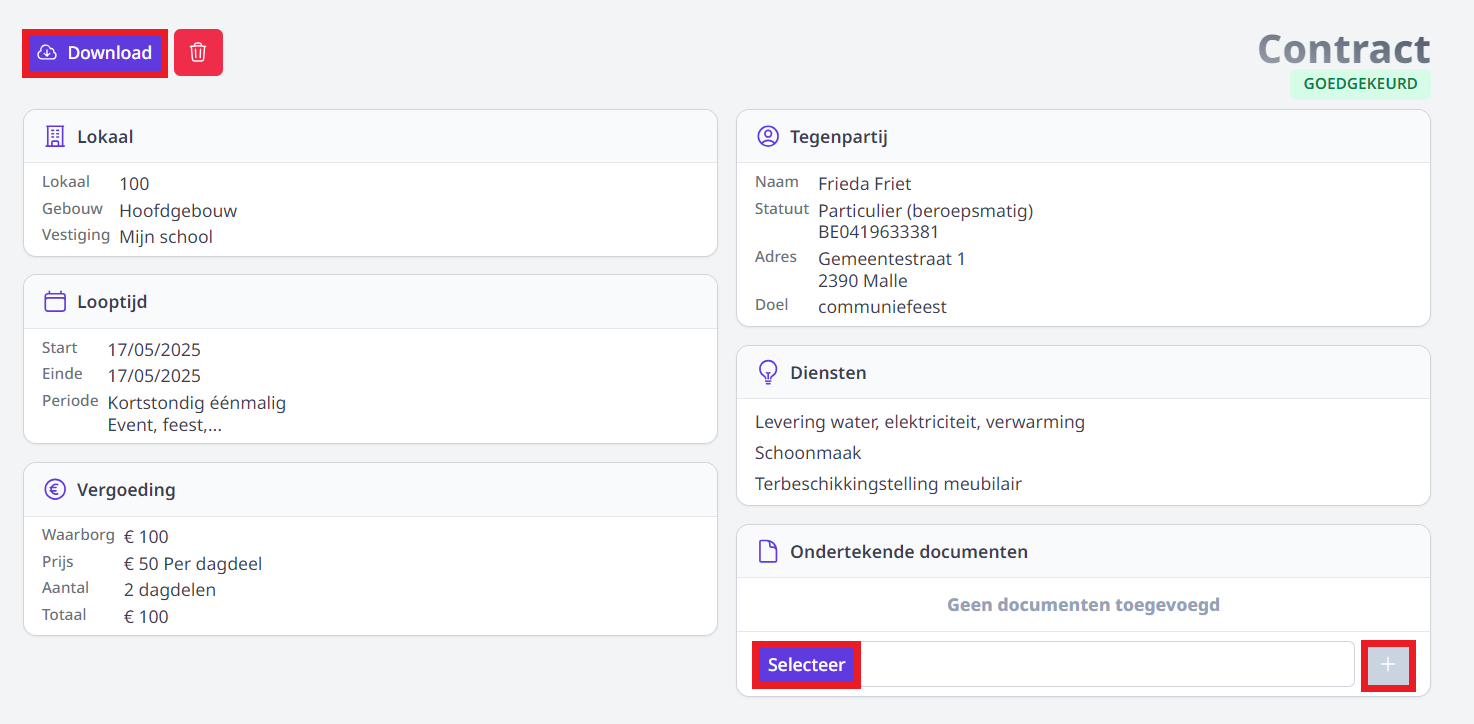 Download
Contract
GOEDGEKEURD
Lokaal
Lokaal 100
Gebouw Hoofdgebouw
Vestiging Mijn school
Looptijd
Start 17/05/2025
Einde 17/05/2025
Periode Kortstondig éénmalig
Event, feest,...
Vergoeding
Waarborg € 100
Prijs € 50 Per dagdeel
Aantal 2 dagdelen
Totaal € 100
Tegenpartij
Naam Frieda Friet
Statuut Particulier (beroepsmatig)
BE0419633381
Adres Gemeentestraat 1
2390 Malle
Doel communiefeest
Diensten
Levering water, elektriciteit, verwarming
Schoonmaak
Terbeschikkingstelling meubilair
Ondertekende documenten
Geen documenten toegevoegd
Selecteer
+